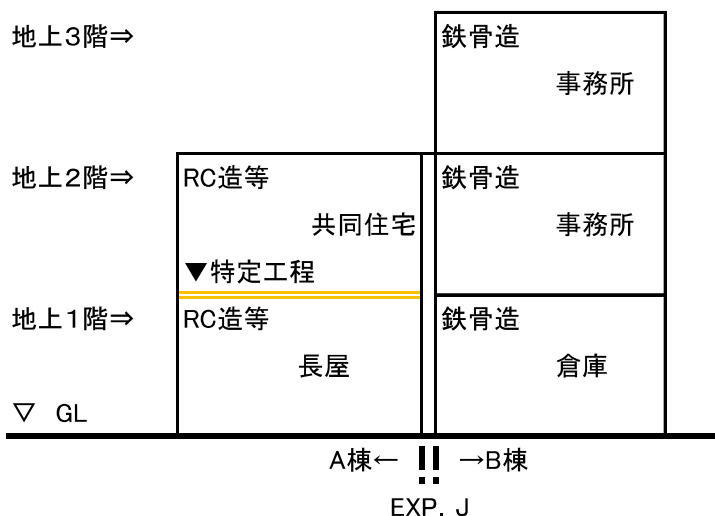 地上3階⇒
鉄骨造
事務所
地上2階⇒
RC造等
鉄骨造
共同住宅
事務所
▼特定工程
地上1階⇒
RC造等
鉄骨造
長屋
倉庫
▽ GL
A棟← →B棟
EXP. J